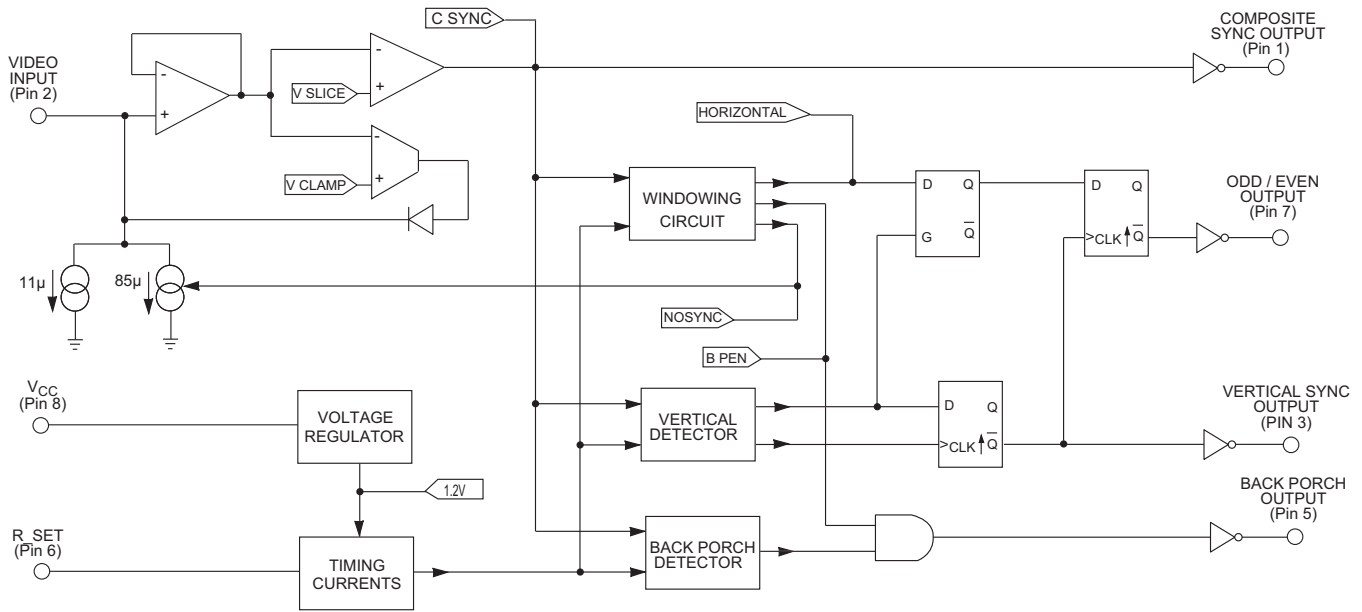 C SYNC
COMPOSITE
SYNC OUTPUT
(Pin 1)
VIDEO
INPUT
(Pin 2)
-
+
-
+
V SLICE
-
+
V CLAMP
HORIZONTAL
WINDOWING
CIRCUIT
D Q
G Q
D Q
>CLK Q
ODD / EVEN
OUTPUT
(Pin 7)
11µ
85µ
NOSYNC
B PEN
VCC
(Pin 8)
VOLTAGE
REGULATOR
VERTICAL
DETECTOR
D Q
>CLK Q
VERTICAL SYNC
OUTPUT
(PIN 3)
1.2V
R_SET
(Pin 6)
TIMING
CURRENTS
BACK PORCH
DETECTOR
BACK PORCH
OUTPUT
(Pin 5)